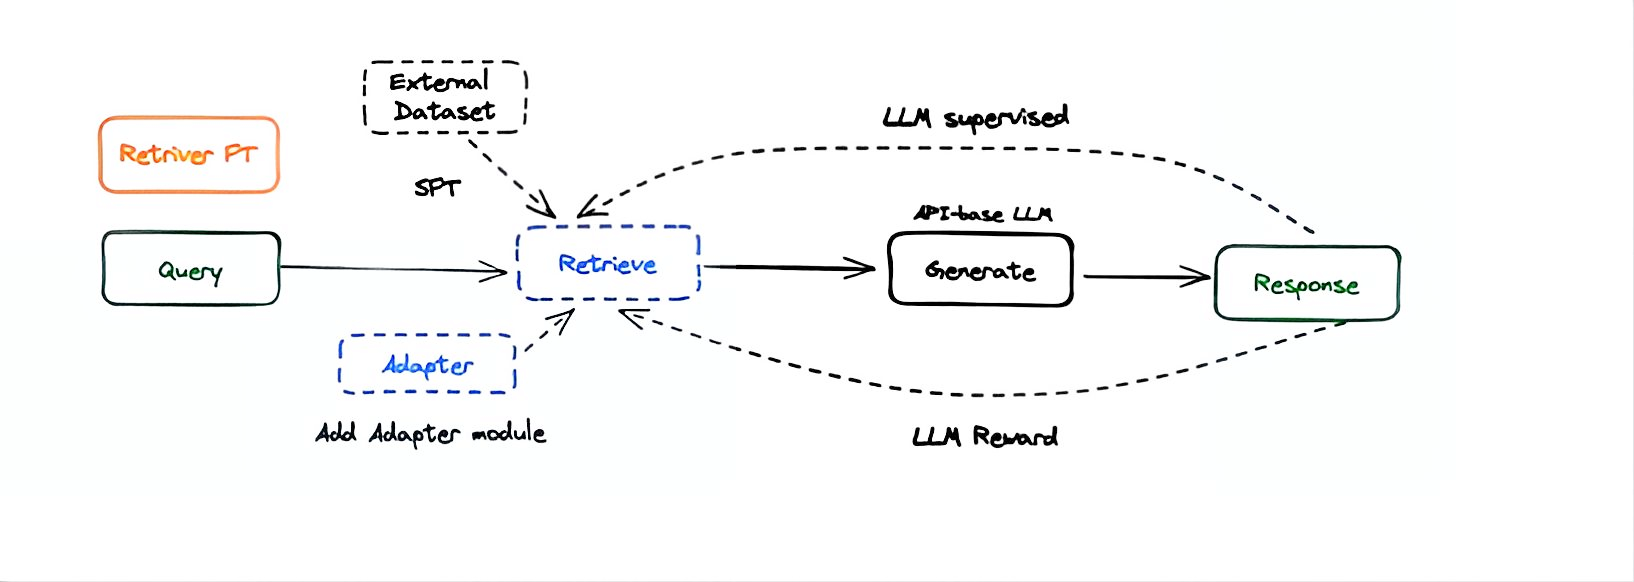 External
Dataset
LLM supervised
Retriver FT
SFT
API-base LLM
Query
Retrieve
Generate
Response
Adapter
Add Adapter module
LLM Reward